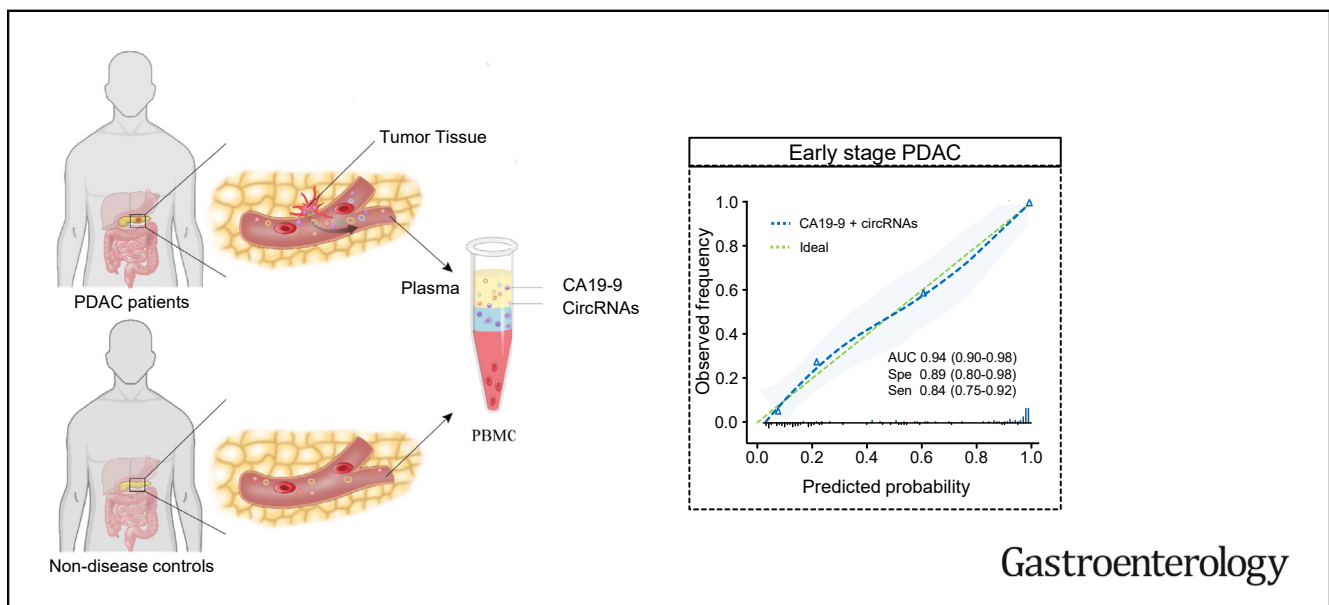 Tumor Tissue
PDAC patients
Plasma
CA19-9
CircRNAs
PBMC
Non-disease controls
Early stage PDAC
Observed frequency
1.0
0.8
0.6
0.4
0.2
0.0
CA19-9 + circRNAs
Ideal
AUC 0.94 (0.90-0.98)
Spe 0.89 (0.80-0.98)
Sen 0.84 (0.75-0.92)
0.0 0.2 0.4 0.6 0.8 1.0
Predicted probability
Gastroenterology